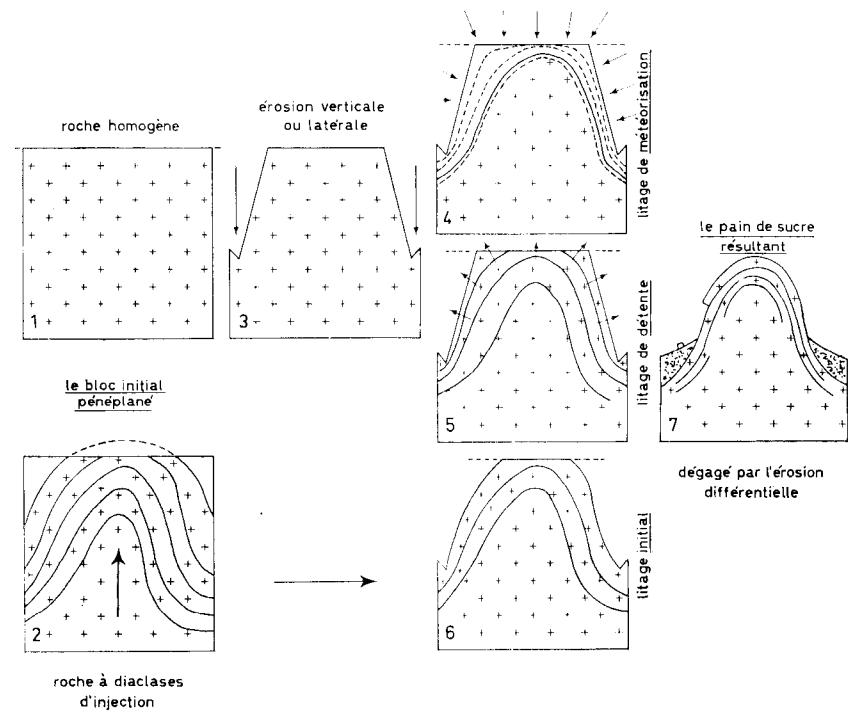 roche homogène
1
érosion verticale
ou latérale
3
4
litage de météorisation
5
litage de détente
le pain de sucre
résultant
7
dégagé par l'érosion
différentielle
le bloc initial
pénéplané
2
roche à diaclases
d'injection
6
litage initial